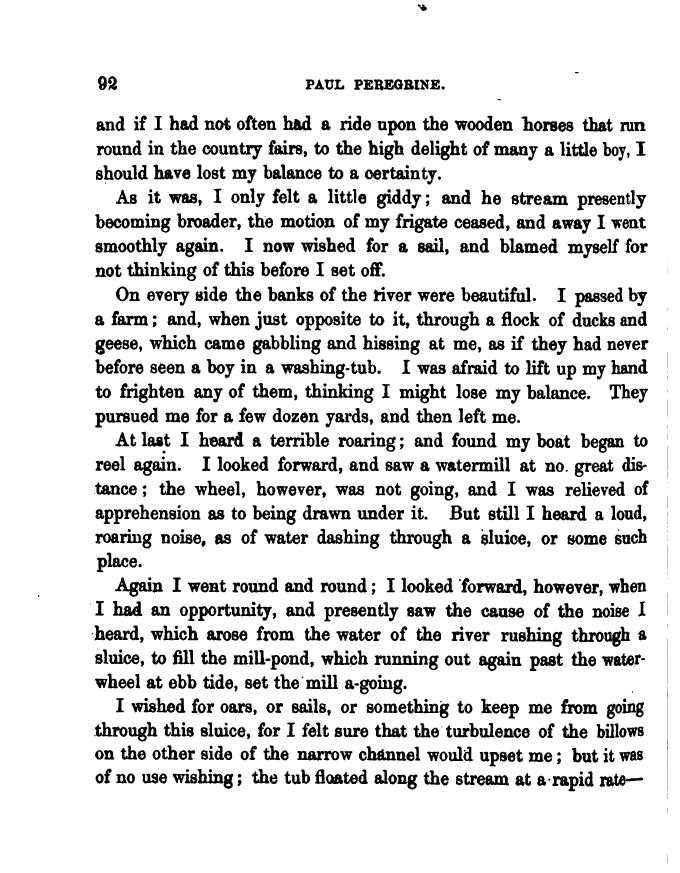 92 PAUL PEREGRINE.
and if I had not often had a ride upon the wooden horses that run
round in the country fairs, to the high delight of many a little boy, I
should have lost my balance to a certainty.
As it was, I only felt a little giddy; and he stream presently
becoming broader, the motion of my frigate ceased, and away I went
smoothly again. I now wished for a sail, and blamed myself for
not thinking of this before I set off.
On every side the banks of the river were beautiful. I passed by
a farm; and, when just opposite to it, through a flock of ducks and
geese, which came gabbling and hissing at me, as if they had never
before seen a boy in a washing-tub. I was afraid to lift up my hand
to frighten any of them, thinking I might lose my balance. They
pursued me for a few dozen yards, and then left me.
At last I heard a terrible roaring; and found my boat began to
reel again. I looked forward, and saw a watermill at no great dis-
tance; the wheel, however, was not going, and I was relieved of
apprehension as to being drawn under it. But still I heard a loud,
roaring noise, as of water dashing through a sluice, or some such
place.
Again I went round and round; I looked forward, however, when
I had an opportunity, and presently saw the cause of the noise I
heard, which arose from the water of the river rushing through a
sluice, to fill the mill-pond, which running out again past the water-
wheel at ebb tide, set the mill a-going.
I wished for oars, or sails, or something to keep me from going
through this sluice, for I felt sure that the turbulence of the billows
on the other side of the narrow channel would upset me; but it was
of no use wishing; the tub floated along the stream at a rapid rate—